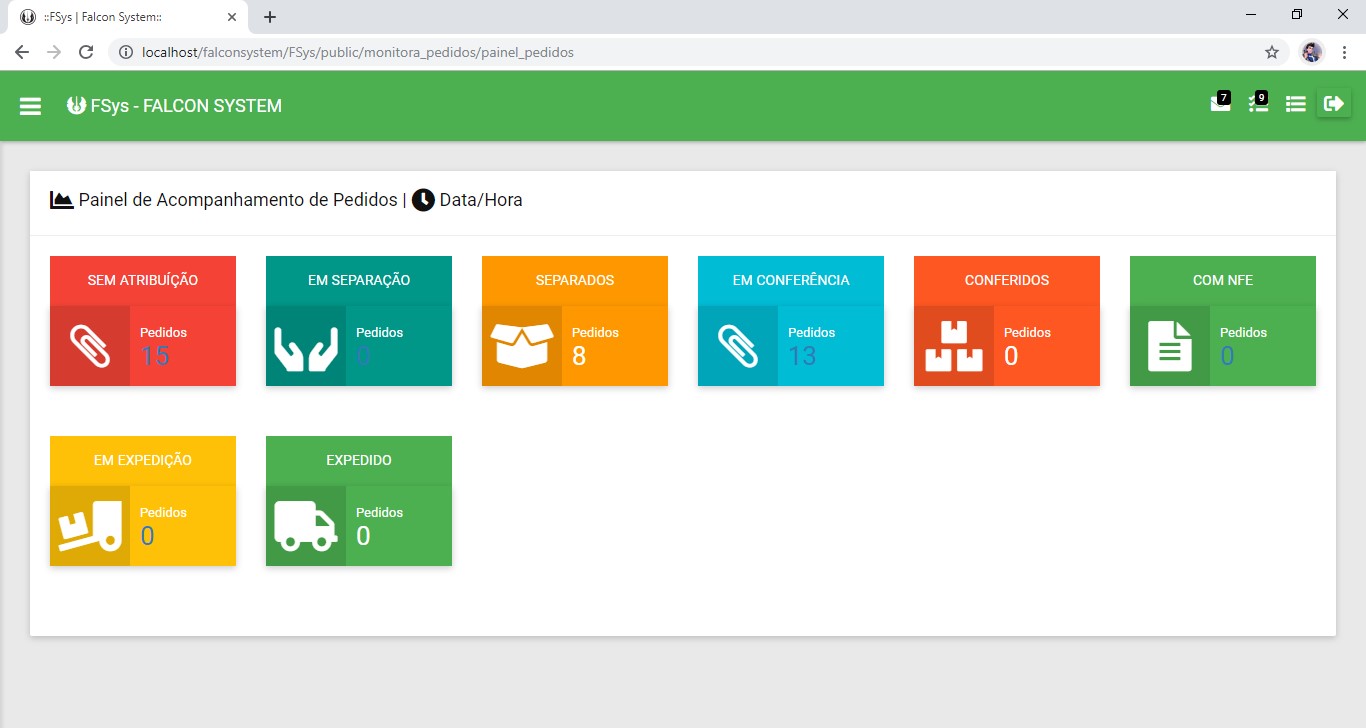 ::FSys | Falcon System::
localhost/falconsystem/FSys/public/monitora_pedidos/painel_pedidos
FSys - FALCON SYSTEM
7
9
Painel de Acompanhamento de Pedidos | Data/Hora
SEM ATRIBUÍÇÃO
Pedidos
15
EM SEPARAÇÃO
Pedidos
0
SEPARADOS
Pedidos
8
EM CONFERÊNCIA
Pedidos
13
CONFERIDOS
Pedidos
0
COM NFE
Pedidos
0
EM EXPEDIÇÃO
Pedidos
0
EXPEDIDO
Pedidos
0